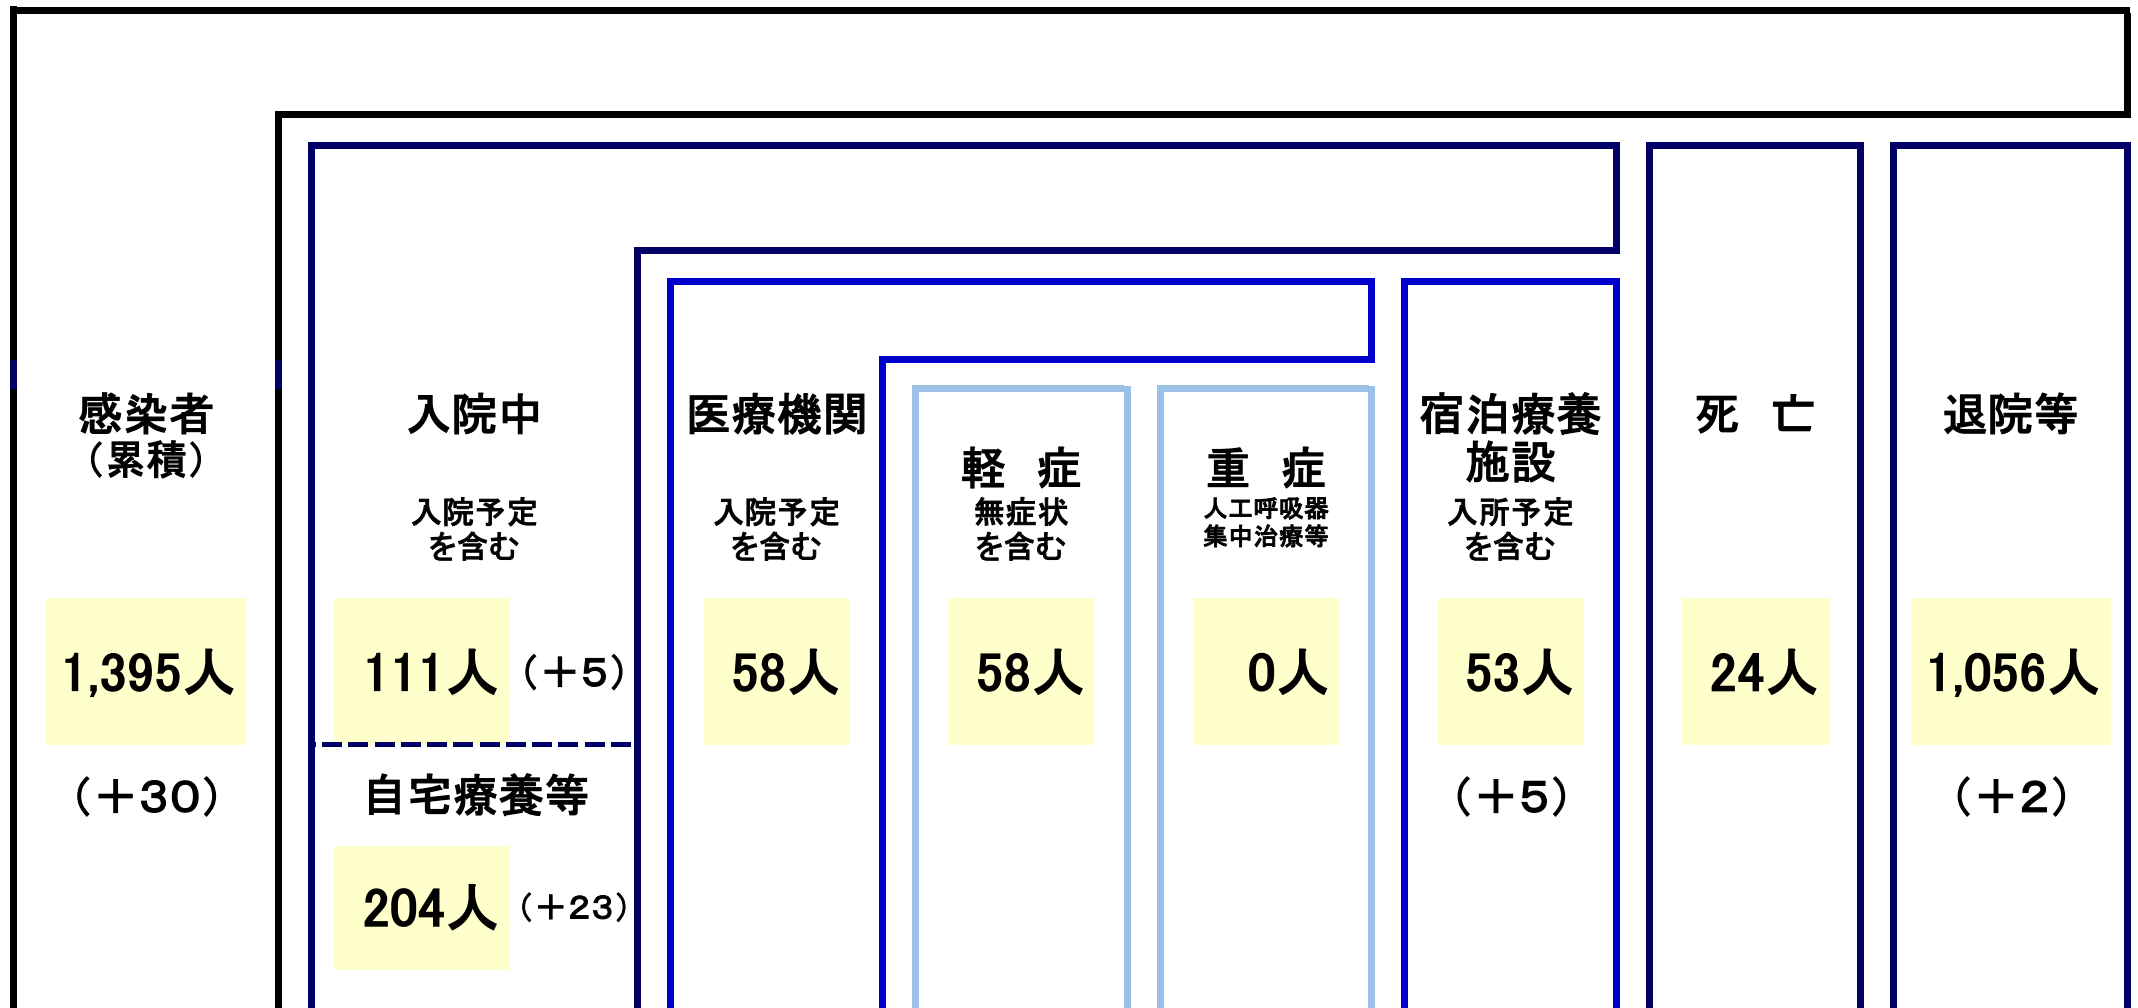 感染者
（累積）
1,395人
（＋30）
入院中
入院予定
を含む
111人（＋5）
自宅療養等
204人（＋23）
医療機関
入院予定
を含む
58人
軽　症
無症状
を含む
58人
重　症
人工呼吸器
集中治療等
0人
宿泊療養
施設
入所予定
を含む
53人
（＋5）
死　亡
24人
退院等
1,056人
（＋2）